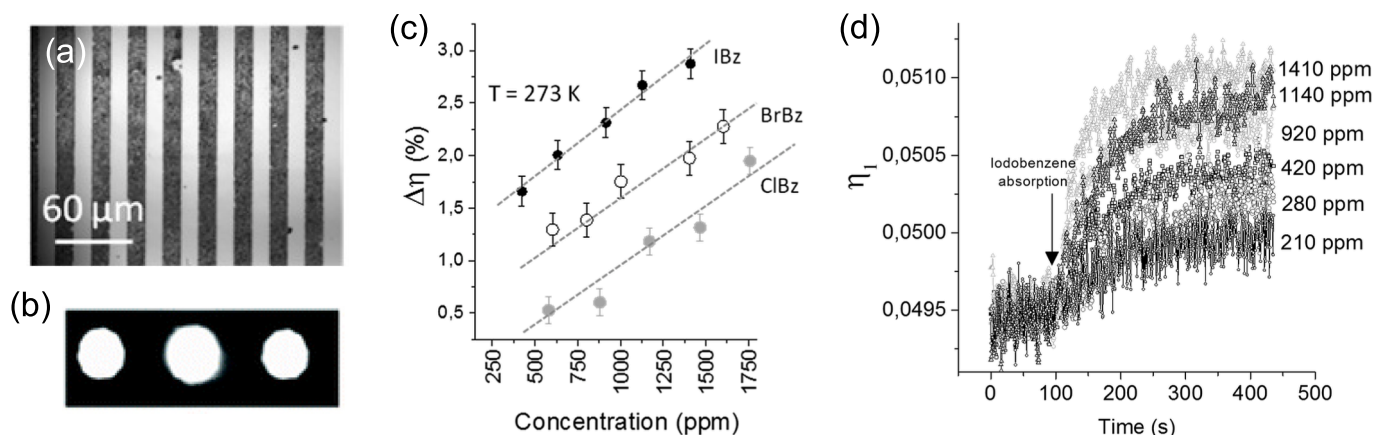 (a)
60 µm
(b)
(c)
Δη (%)
3,0
2,5
2,0
1,5
1,0
0,5
T = 273 K
IBz
BrBz
ClBz
250
500
750
1000
1250
1500
1750
Concentration (ppm)
(d)
ηI
0,0510
0,0505
0,0500
0,0495
Iodobenzene
absorption
1410 ppm
1140 ppm
920 ppm
420 ppm
280 ppm
210 ppm
0
100
200
300
400
500
Time (s)